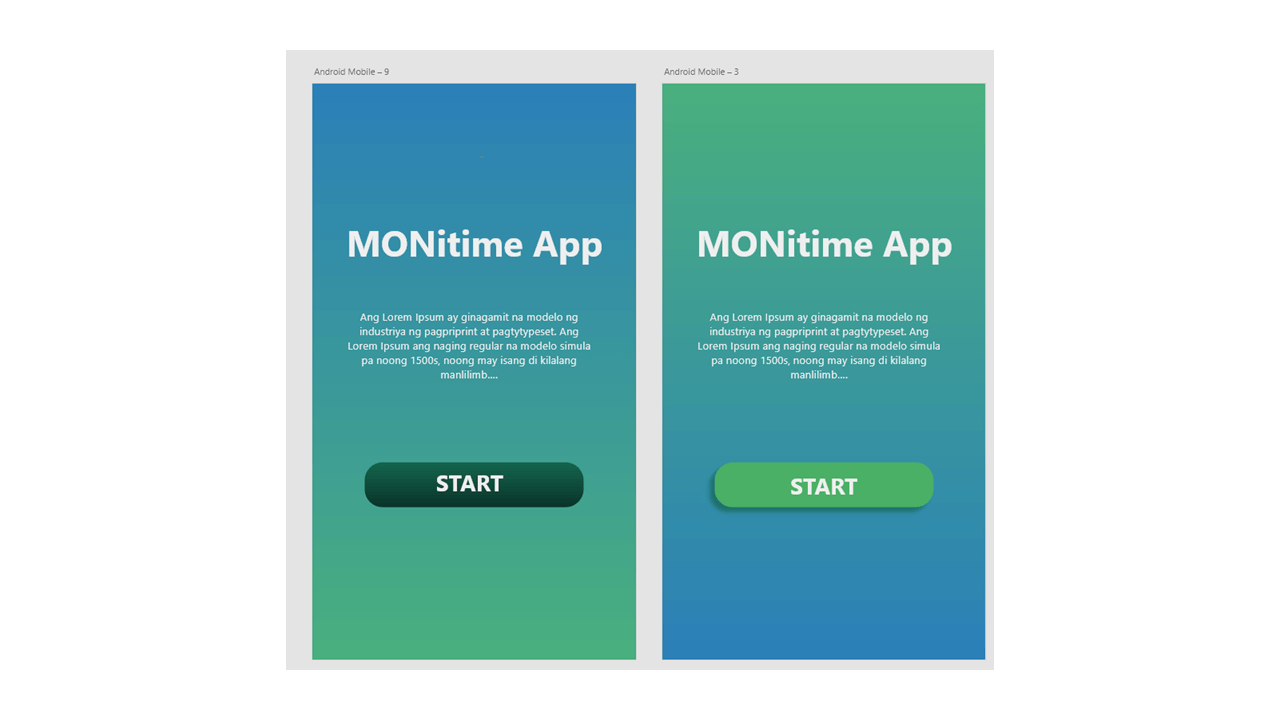 Android Mobile – 9
MONitime App
Ang Lorem Ipsum ay ginagamit na modelo ng
industriya ng pagpriprint at pagtytypeset. Ang
Lorem Ipsum ang naging regular na modelo simula
pa noong 1500s, noong may isang di kilalang
manlilimb....
START
Android Mobile – 3
MONitime App
Ang Lorem Ipsum ay ginagamit na modelo ng
industriya ng pagpriprint at pagtytypeset. Ang
Lorem Ipsum ang naging regular na modelo simula
pa noong 1500s, noong may isang di kilalang
manlilimb....
START